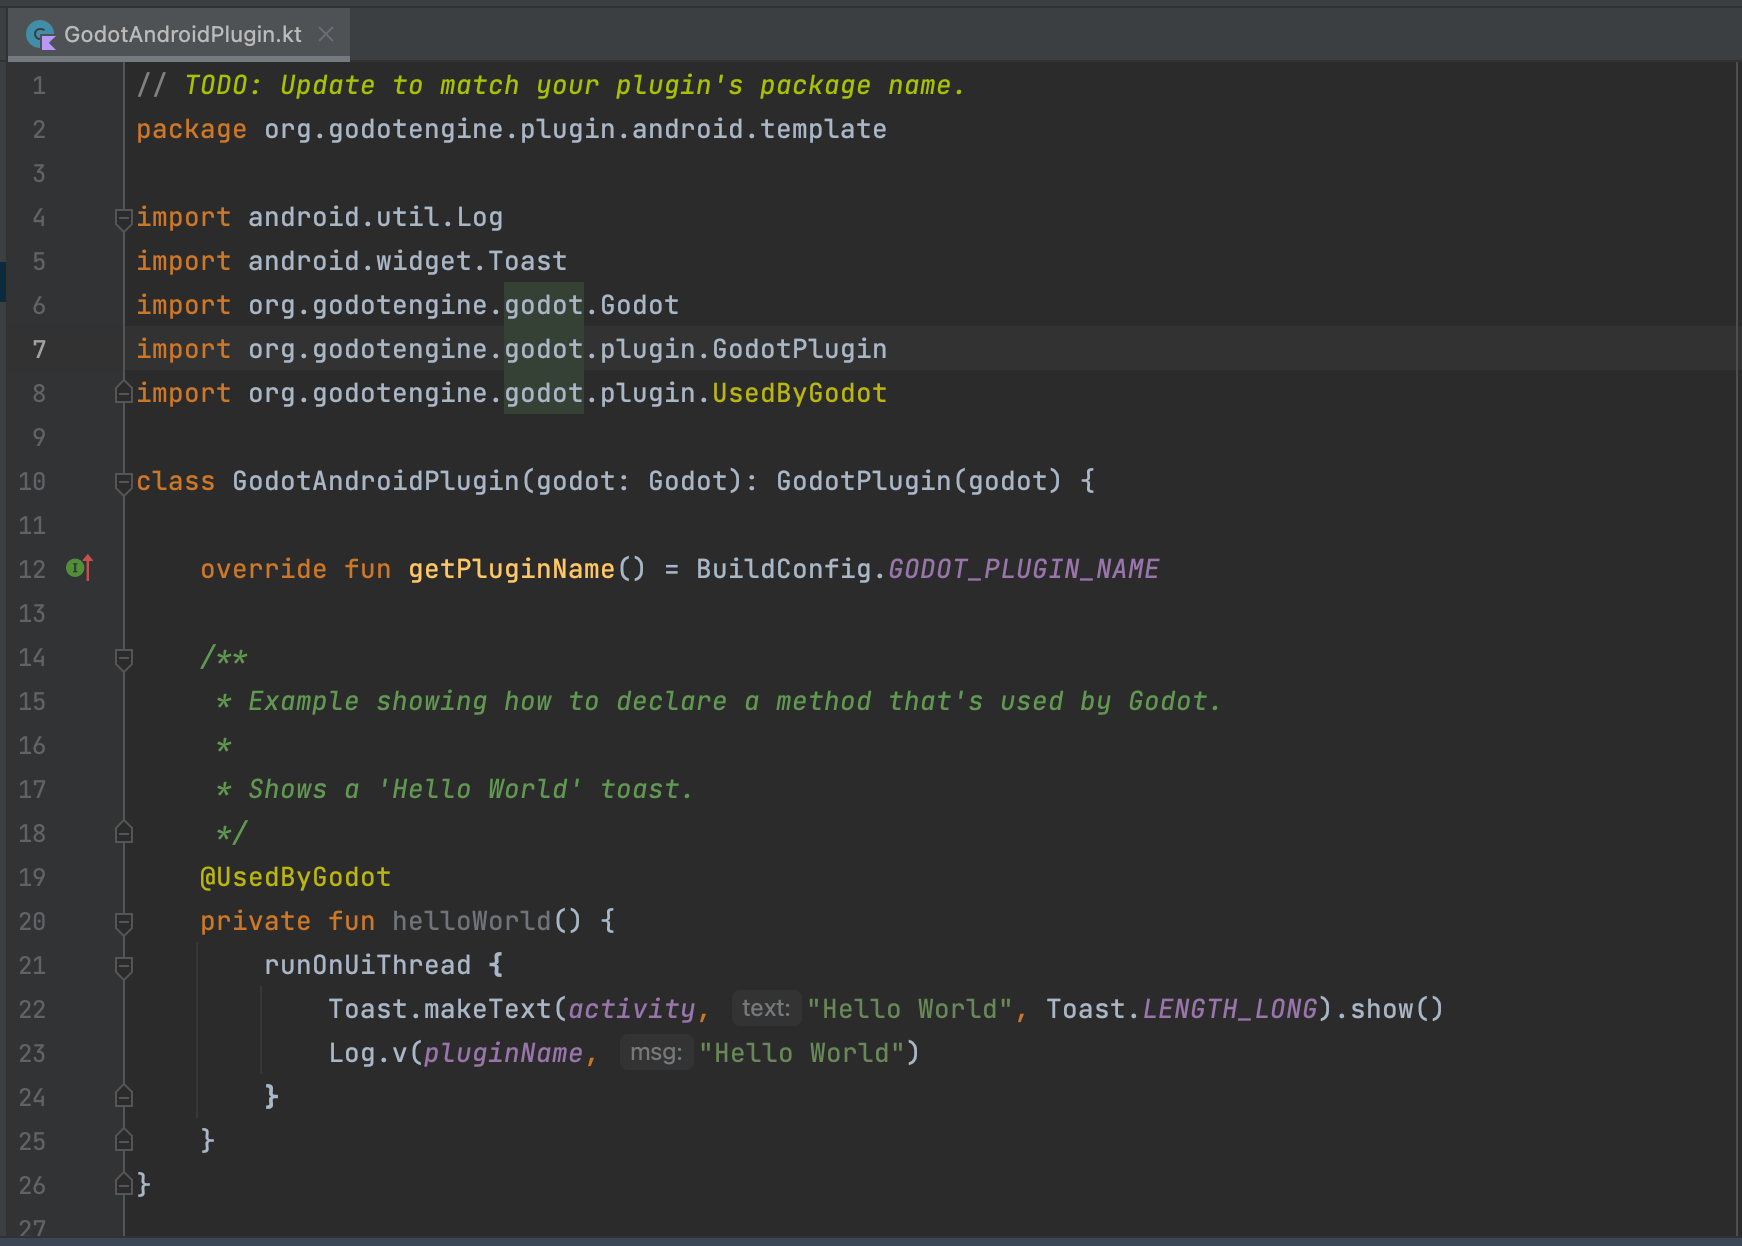 GodotAndroidPlugin.kt
1 // TODO: Update to match your plugin's package name.
2 package org.godotengine.plugin.android.template
3
4 import android.util.Log
5 import android.widget.Toast
6 import org.godotengine.godot.Godot
7 import org.godotengine.godot.plugin.GodotPlugin
8 import org.godotengine.godot.plugin.UsedByGodot
9
10 class GodotAndroidPlugin(godot: Godot): GodotPlugin(godot) {
11
12     override fun getPluginName() = BuildConfig.GODOT_PLUGIN_NAME
13
14     /**
15      * Example showing how to declare a method that's used by Godot.
16      *
17      * Shows a 'Hello World' toast.
18      */
19     @UsedByGodot
20     private fun helloWorld() {
21         runOnUiThread {
22             Toast.makeText(activity, text: "Hello World", Toast.LENGTH_LONG).show()
23             Log.v(pluginName, msg: "Hello World")
24         }
25     }
26 }
27